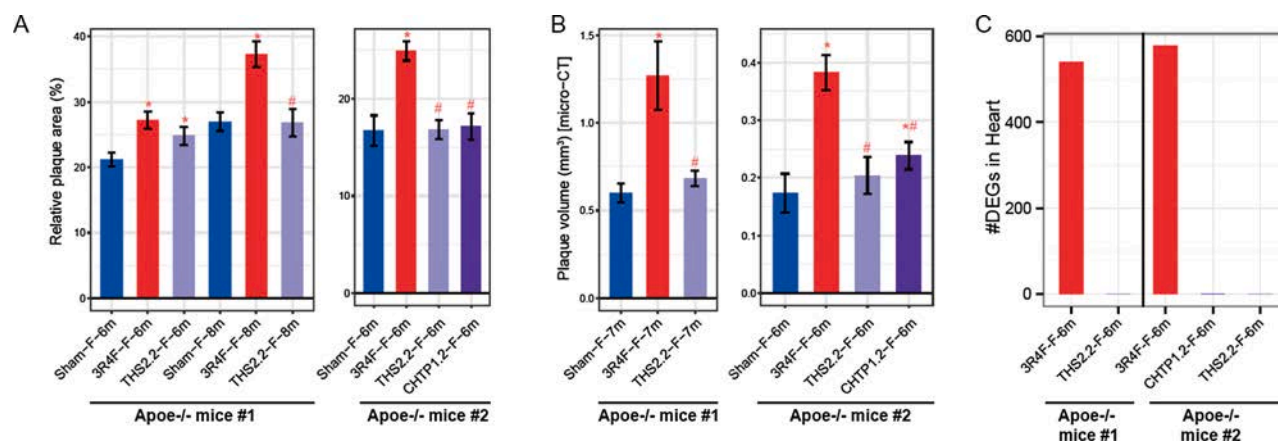 A
Relative plaque area (%)
40
30
20
10
0
*
*
*
#
Sham-F-6m
3R4F-F-6m
THS2.2-F-6m
Sham-F-8m
3R4F-F-8m
THS2.2-F-8m
Apoe-/- mice #1
20
10
0
*
#
#
Sham-F-6m
3R4F-F-6m
THS2.2-F-6m
CHTP1.2-F-6m
Apoe-/- mice #2
B
Plaque volume (mm³) [micro-CT]
1.5
1.0
0.5
0.0
*
#
Sham-F-7m
3R4F-F-7m
THS2.2-F-7m
Apoe-/- mice #1
0.4
0.3
0.2
0.1
0.0
*
#
*#
Sham-F-6m
3R4F-F-6m
THS2.2-F-6m
CHTP1.2-F-6m
Apoe-/- mice #2
C
#DEGs in Heart
600
400
200
0
3R4F-F-6m
THS2.2-F-6m
3R4F-F-6m
CHTP1.2-F-6m
THS2.2-F-6m
Apoe-/-
mice #1
Apoe-/-
mice #2